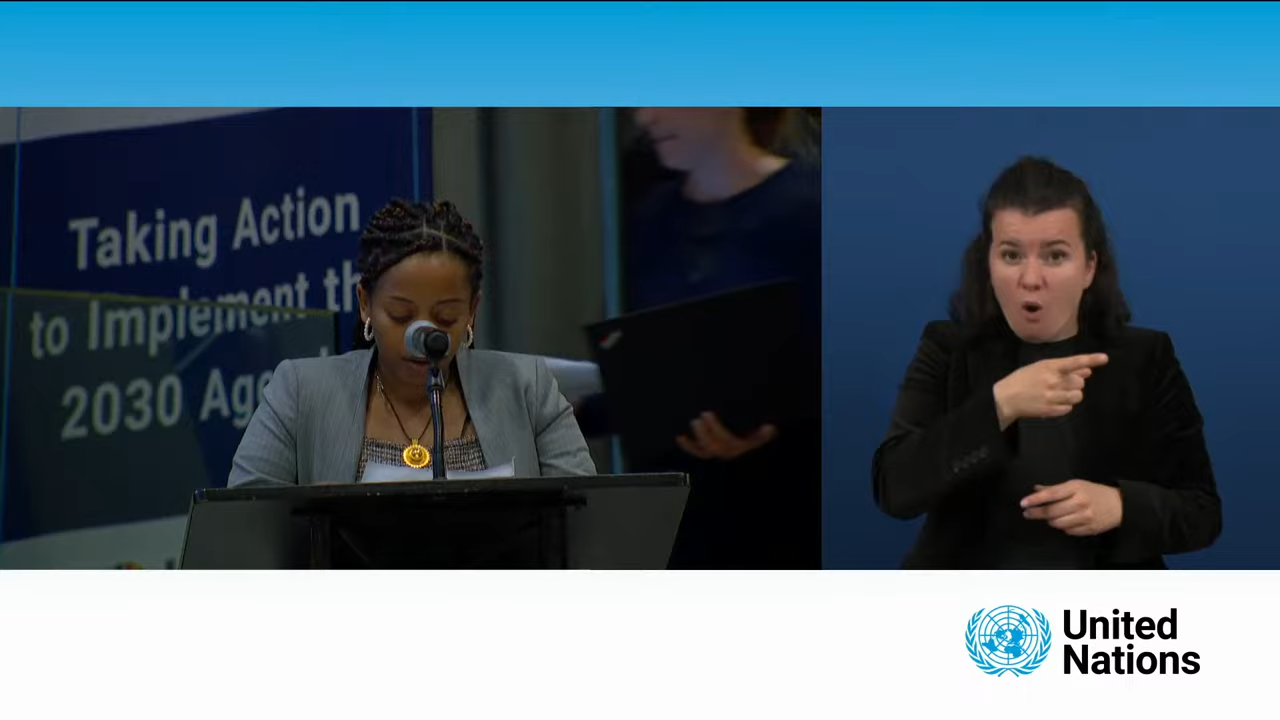 Taking Action
to Implement th
2030 Age
United
Nations